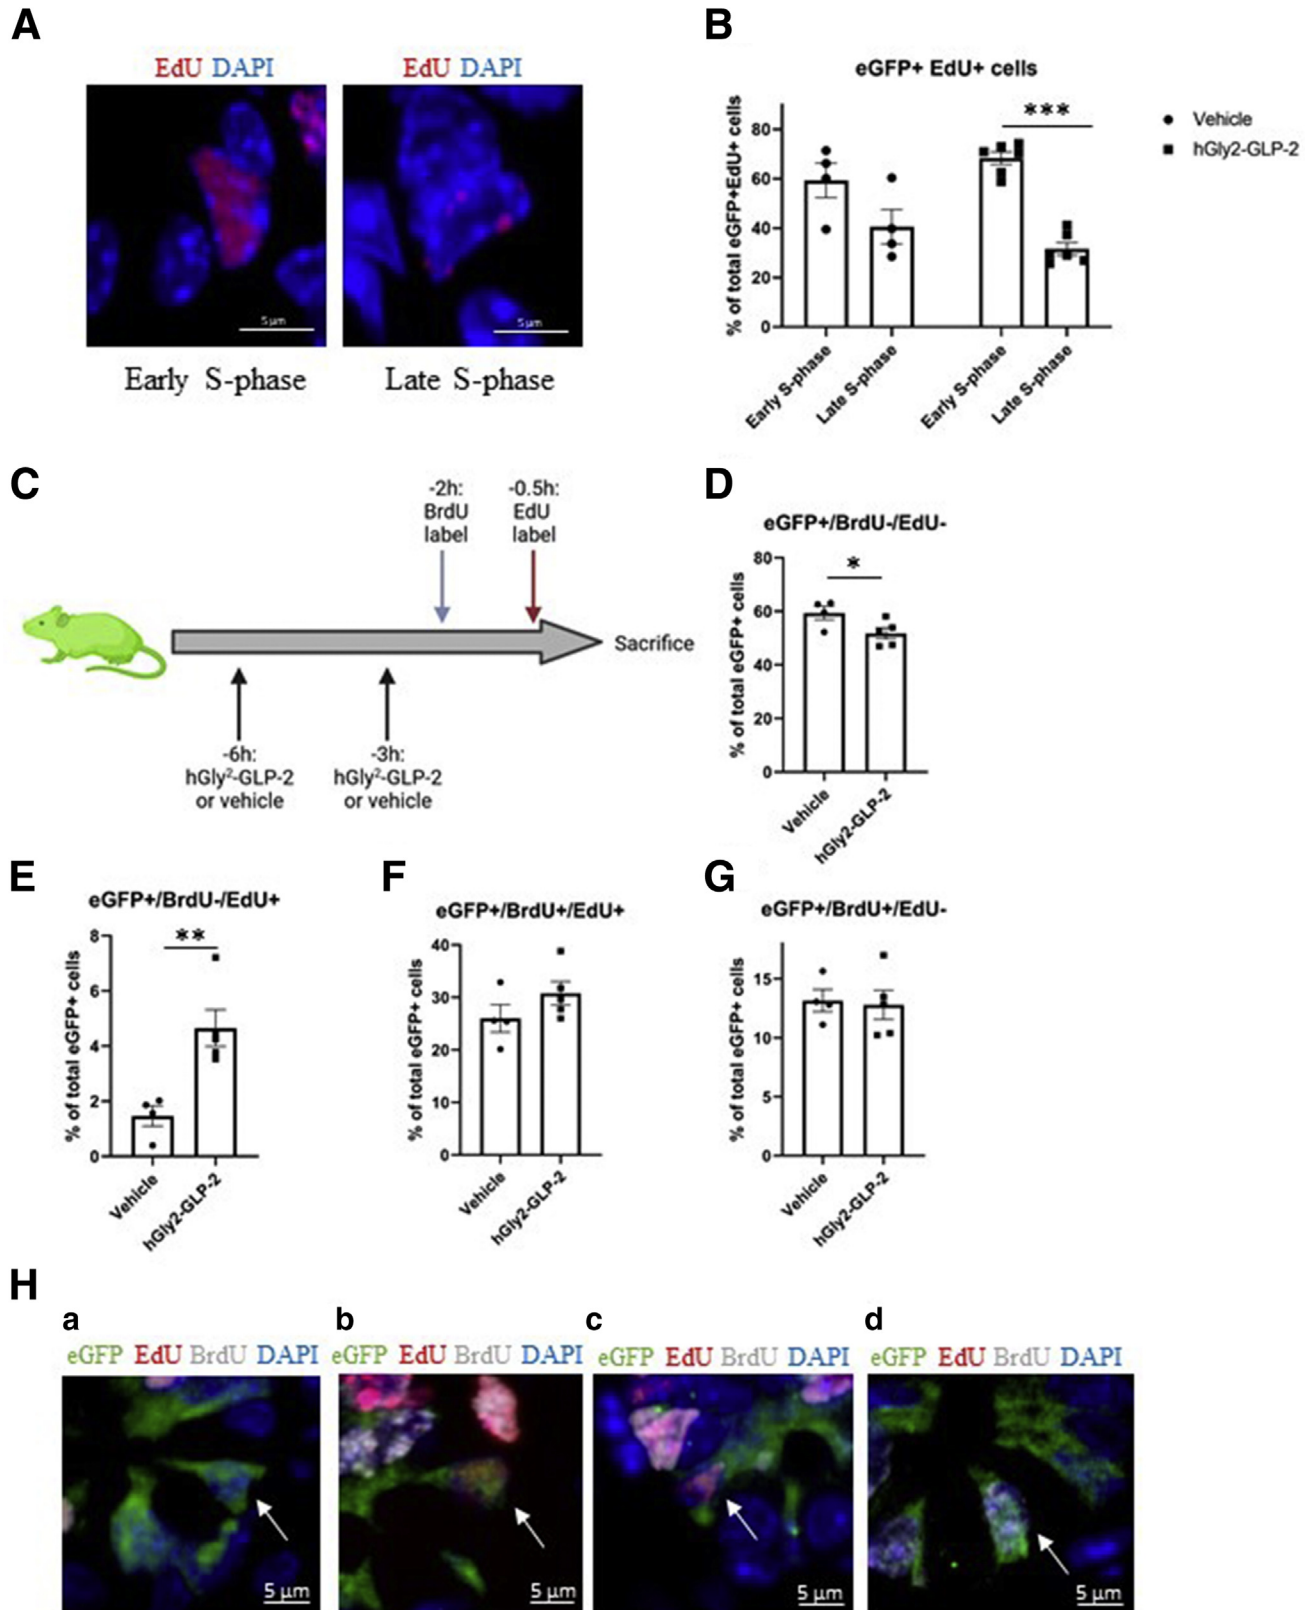 A
EdU DAPI
EdU DAPI
5 µm
5 µm
Early S-phase
Late S-phase
B
eGFP+ EdU+ cells
% of total eGFP+EdU+ cells
80
60
40
20
0
***
Early S-phase
Late S-phase
Early S-phase
Late S-phase
Vehicle
hGly2-GLP-2
C
-2h:
BrdU
label
-0.5h:
EdU
label
Sacrifice
-6h:
hGly²-GLP-2
or vehicle
-3h:
hGly²-GLP-2
or vehicle
D
eGFP+/BrdU-/EdU-
% of total eGFP+ cells
80
60
40
20
0
*
Vehicle
hGly2-GLP-2
E
eGFP+/BrdU-/EdU+
% of total eGFP+ cells
8
6
4
2
0
**
Vehicle
hGly2-GLP-2
F
eGFP+/BrdU+/EdU+
% of total eGFP+ cells
40
30
20
10
0
Vehicle
hGly2-GLP-2
G
eGFP+/BrdU+/EdU-
% of total eGFP+ cells
15
10
5
0
Vehicle
hGly2-GLP-2
H
a
eGFP EdU BrdU DAPI
5 µm
b
eGFP EdU BrdU DAPI
5 µm
c
eGFP EdU BrdU DAPI
5 µm
d
eGFP EdU BrdU DAPI
5 µm